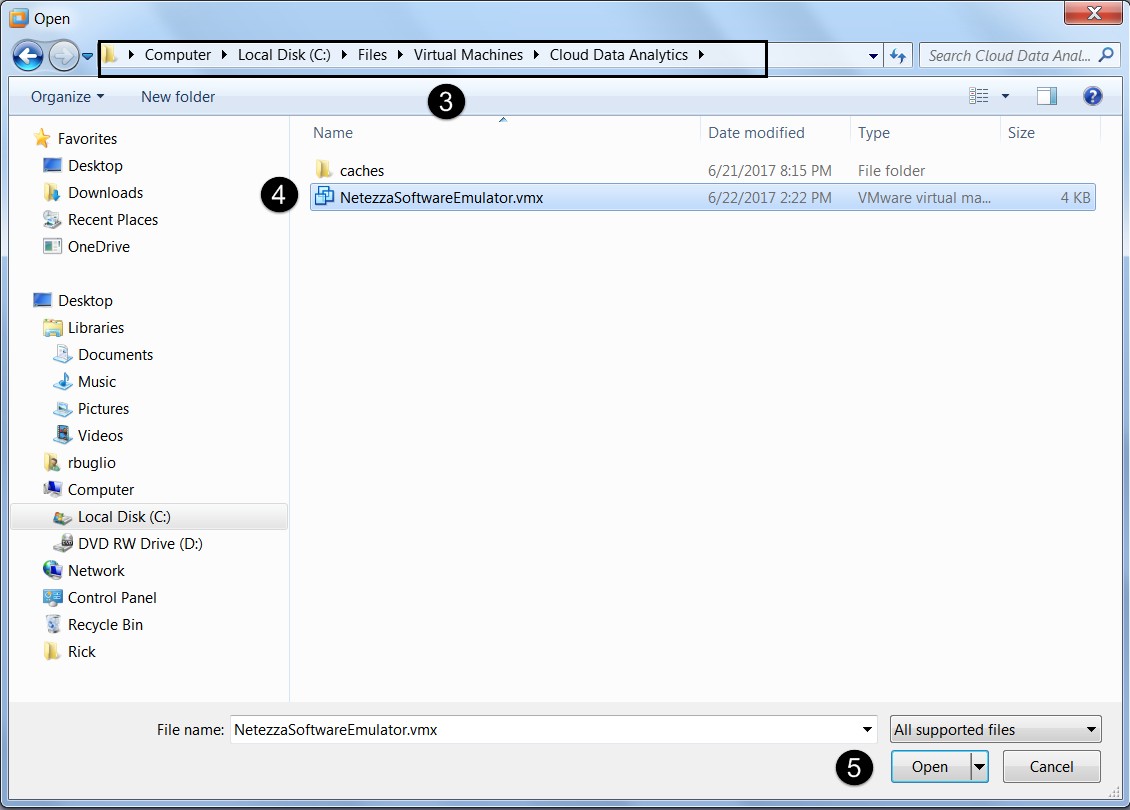 Open
Computer Local Disk (C:) Files Virtual Machines Cloud Data Analytics
Search Cloud Data Anal...
Organize New folder
3
Name Date modified Type Size
caches 6/21/2017 8:15 PM File folder
4
NetezzaSoftwareEmulator.vmx 6/22/2017 2:22 PM VMware virtual ma... 4 KB
Favorites
Desktop
Downloads
Recent Places
OneDrive
Desktop
Libraries
Documents
Music
Pictures
Videos
rbuglio
Computer
Local Disk (C:)
DVD RW Drive (D:)
Network
Control Panel
Recycle Bin
Rick
File name: NetezzaSoftwareEmulator.vmx All supported files
5
Open Cancel